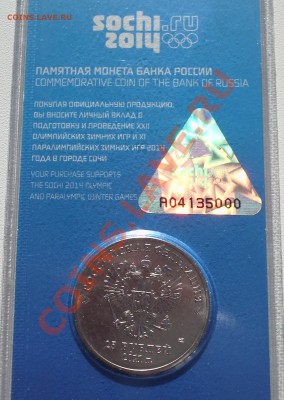 sochi.ru
2014
ПАМЯТНАЯ МОНЕТА БАНКА РОССИИ
COMMEMORATIVE COIN OF THE BANK OF RUSSIA
ПОКУПАЯ ОФИЦИАЛЬНУЮ ПРОДУКЦИЮ,
ВЫ ВНОСИТЕ ЛИЧНЫЙ ВКЛАД В
ПОДГОТОВКУ И ПРОВЕДЕНИЕ XXII
ОЛИМПИЙСКИХ ЗИМНИХ ИГР И XI
ПАРАЛИМПИЙСКИХ ЗИМНИХ ИГР 2014
ГОДА В ГОРОДЕ СОЧИ
YOUR PURCHASE SUPPORTS
THE SOCHI 2014 OLYMPIC
AND PARALYMPIC WINTER GAMES
A04135000
25 РУБЛЕЙ
COINS.LAKE.RU